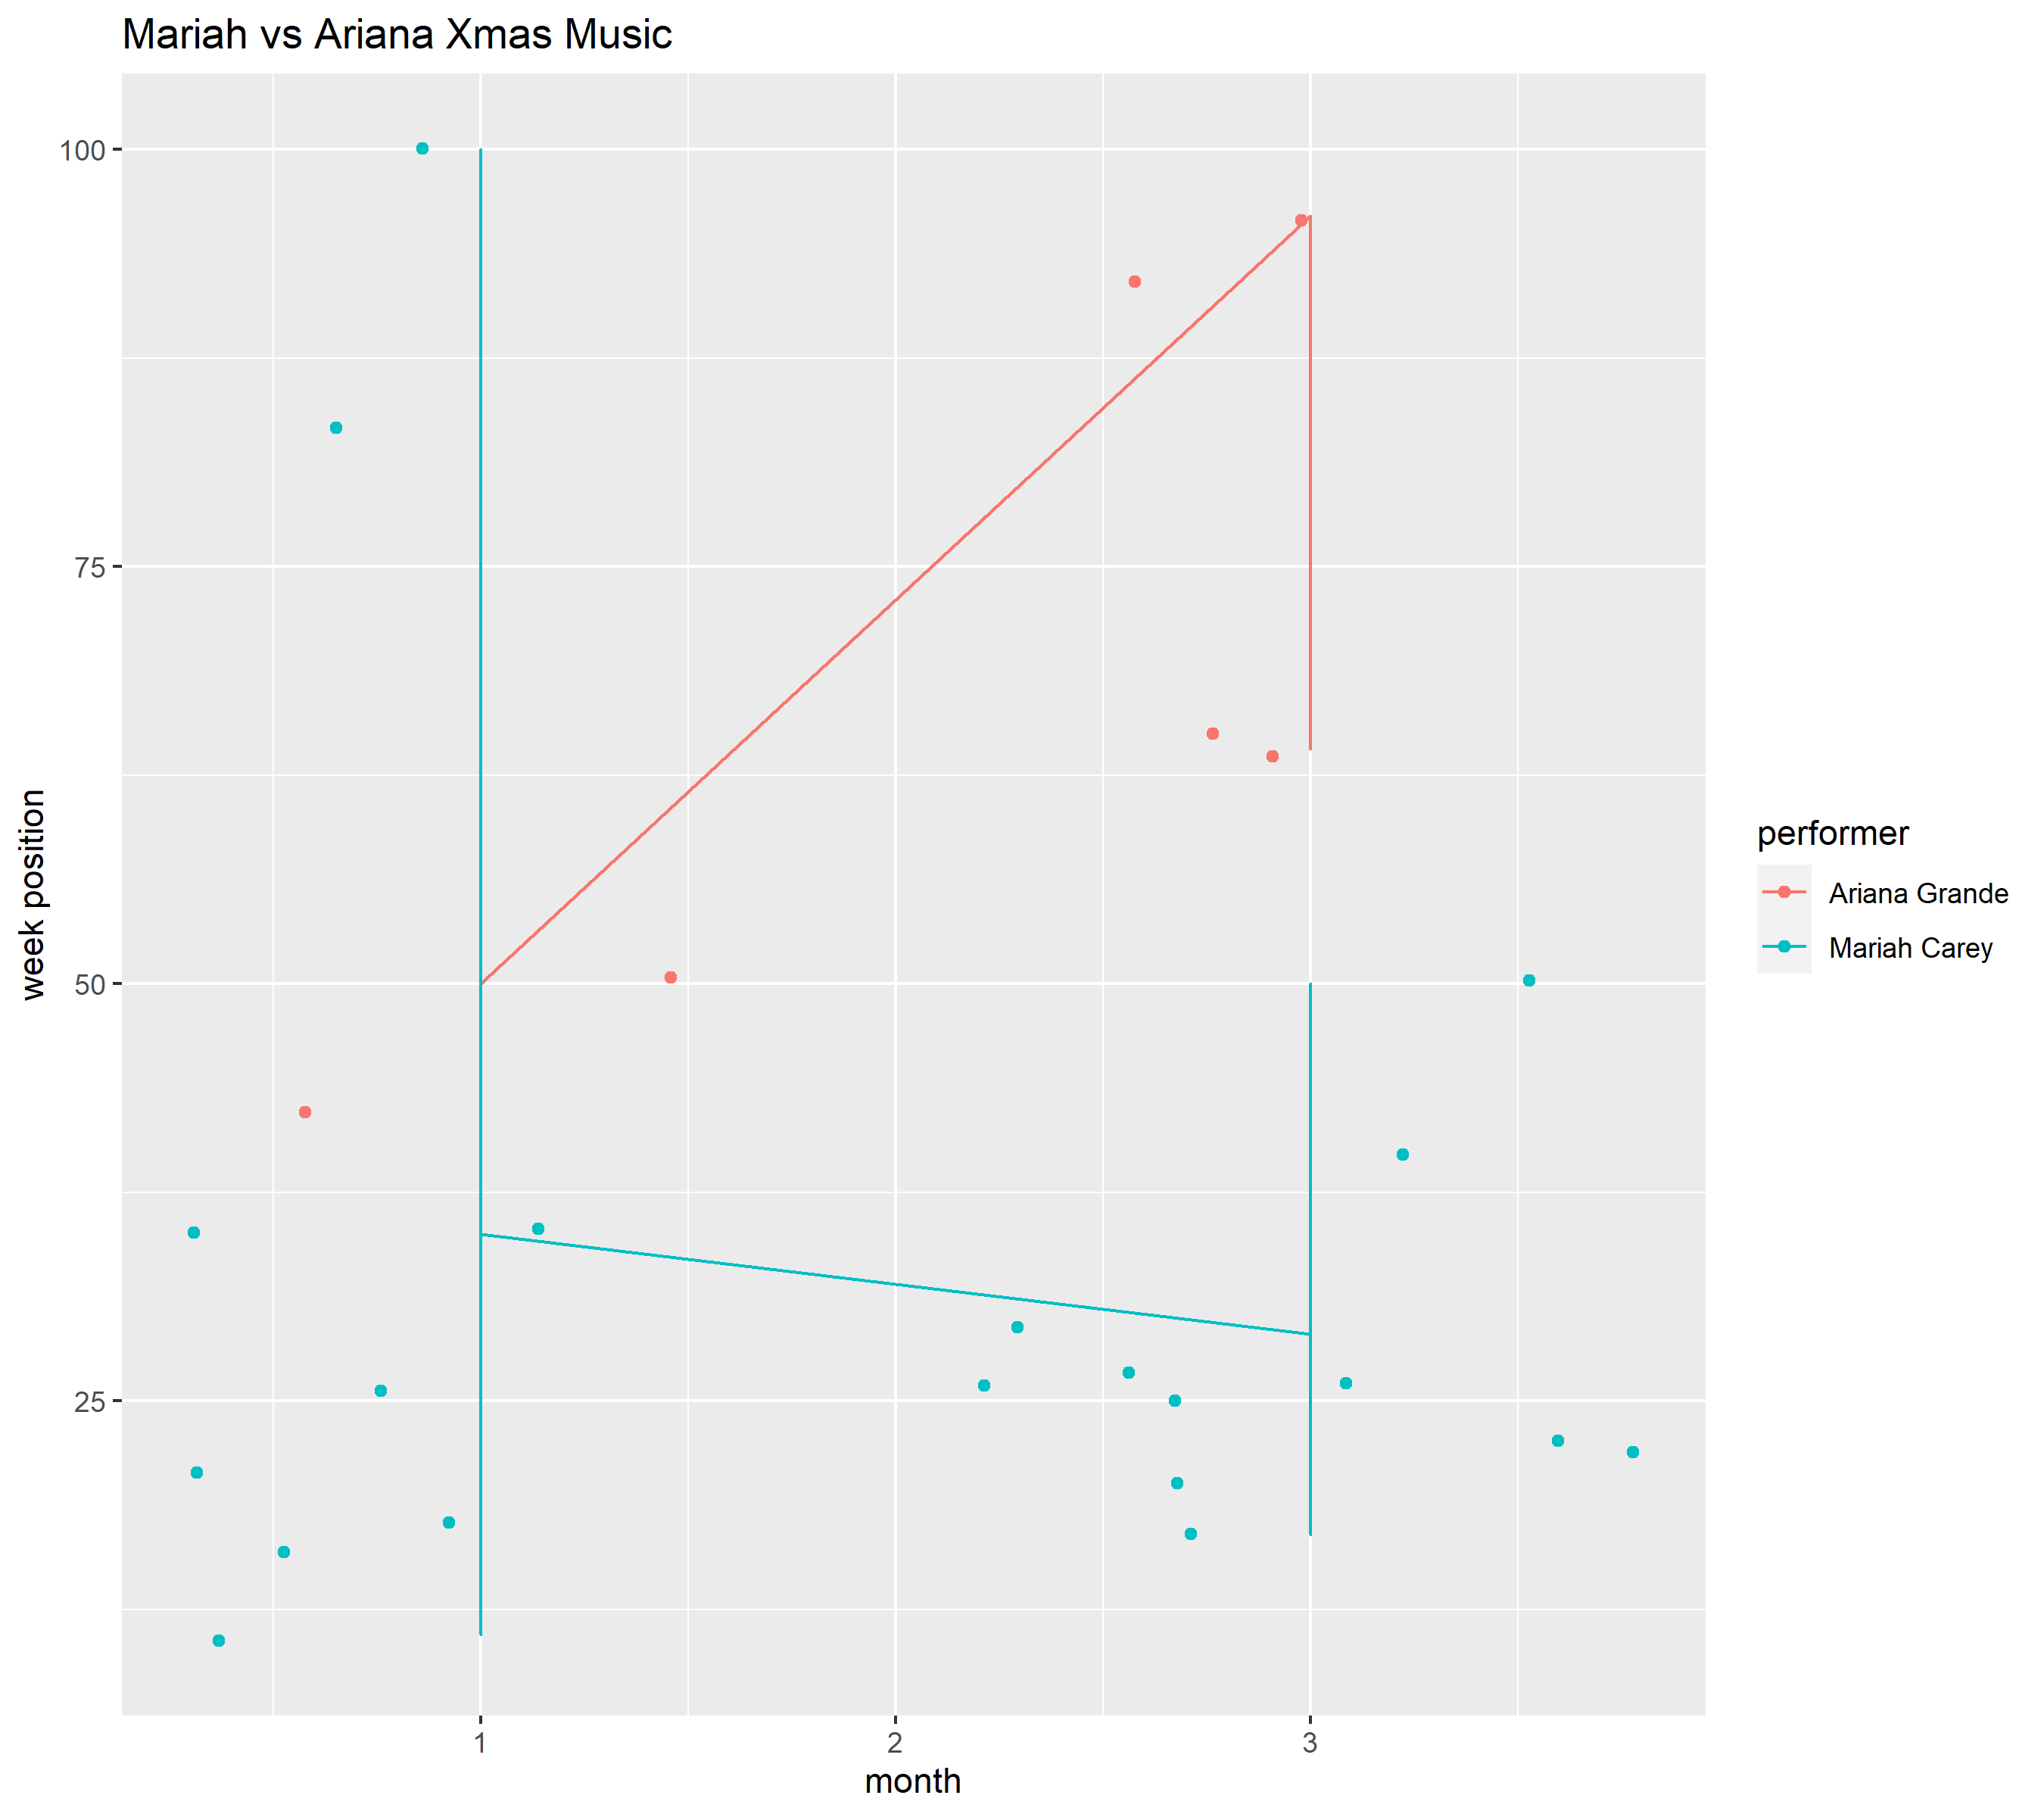 Mariah vs Ariana Xmas Music
100
75
50
25
week position
1
2
3
month
performer
Ariana Grande
Mariah Carey